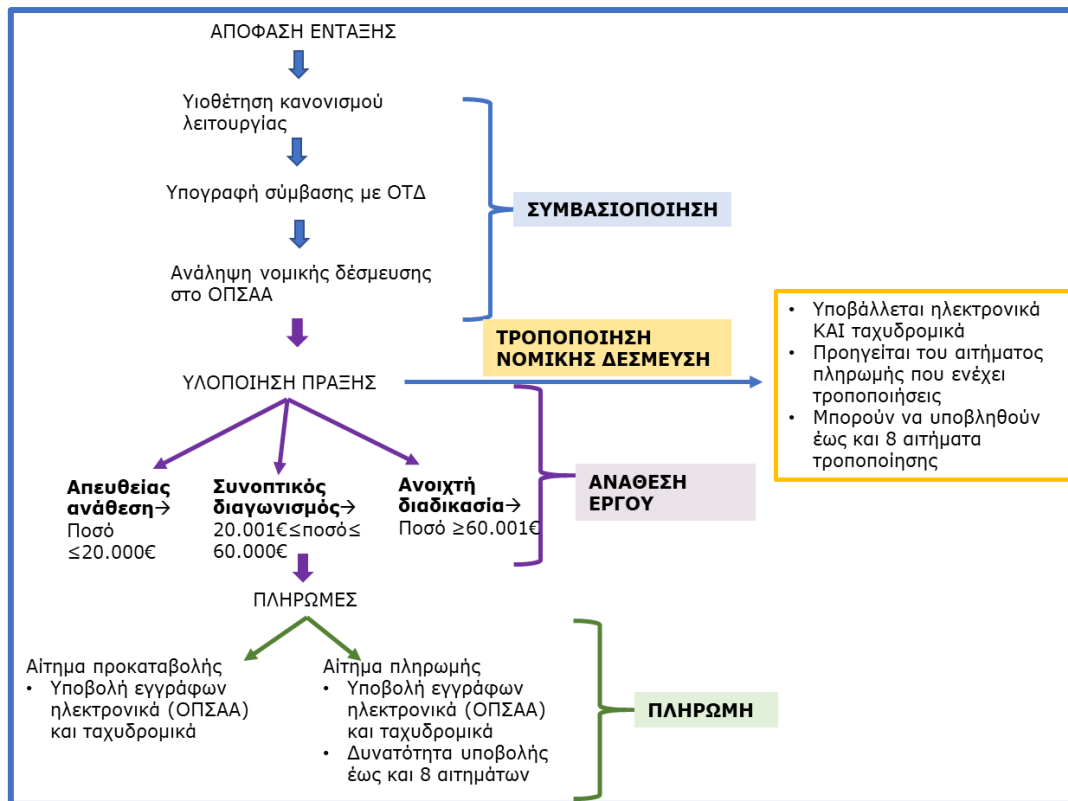 ΑΠΟΦΑΣΗ ΕΝΤΑΞΗΣ
Υιοθέτηση κανονισμού
λειτουργίας
Υπογραφή σύμβασης με ΟΤΔ
ΣΥΜΒΑΣΙΟΠΟΙΗΣΗ
Ανάληψη νομικής δέσμευσης
στο ΟΠΣΑΑ
ΤΡΟΠΟΠΟΙΗΣΗ
ΝΟΜΙΚΗΣ ΔΕΣΜΕΥΣΗ
• Υποβάλλεται ηλεκτρονικά
ΚΑΙ ταχυδρομικά
• Προηγείται του αιτήματος
πληρωμής που ενέχει
τροποποιήσεις
• Μπορούν να υποβληθούν
έως και 8 αιτήματα
τροποποίησης
ΥΛΟΠΟΙΗΣΗ ΠΡΑΞΗΣ
Απευθείας
ανάθεση→
Ποσό
≤20.000€
Συνοπτικός
διαγωνισμός→
20.001€≤ποσό≤
60.000€
Ανοιχτή
διαδικασία→
Ποσό ≥60.001€
ΑΝΑΘΕΣΗ
ΕΡΓΟΥ
ΠΛΗΡΩΜΕΣ
Αίτημα προκαταβολής
• Υποβολή εγγράφων
ηλεκτρονικά (ΟΠΣΑΑ)
και ταχυδρομικά
Αίτημα πληρωμής
• Υποβολή εγγράφων
ηλεκτρονικά (ΟΠΣΑΑ)
και ταχυδρομικά
• Δυνατότητα υποβολής
έως και 8 αιτημάτων
ΠΛΗΡΩΜΗ